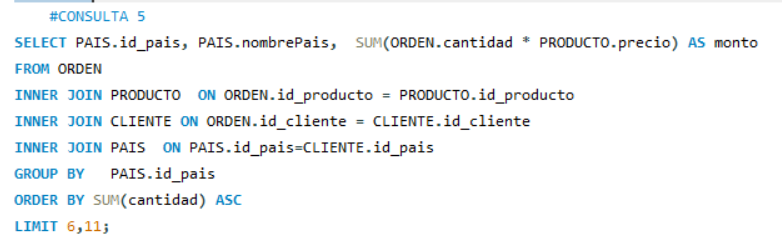 #CONSULTA 5
SELECT PAIS.id_pais, PAIS.nombrePais,  SUM(ORDEN.cantidad * PRODUCTO.precio) AS monto
FROM ORDEN
INNER JOIN PRODUCTO  ON ORDEN.id_producto = PRODUCTO.id_producto
INNER JOIN CLIENTE ON ORDEN.id_cliente = CLIENTE.id_cliente
INNER JOIN PAIS  ON PAIS.id_pais=CLIENTE.id_pais
GROUP BY   PAIS.id_pais
ORDER BY SUM(cantidad) ASC
LIMIT 6,11;